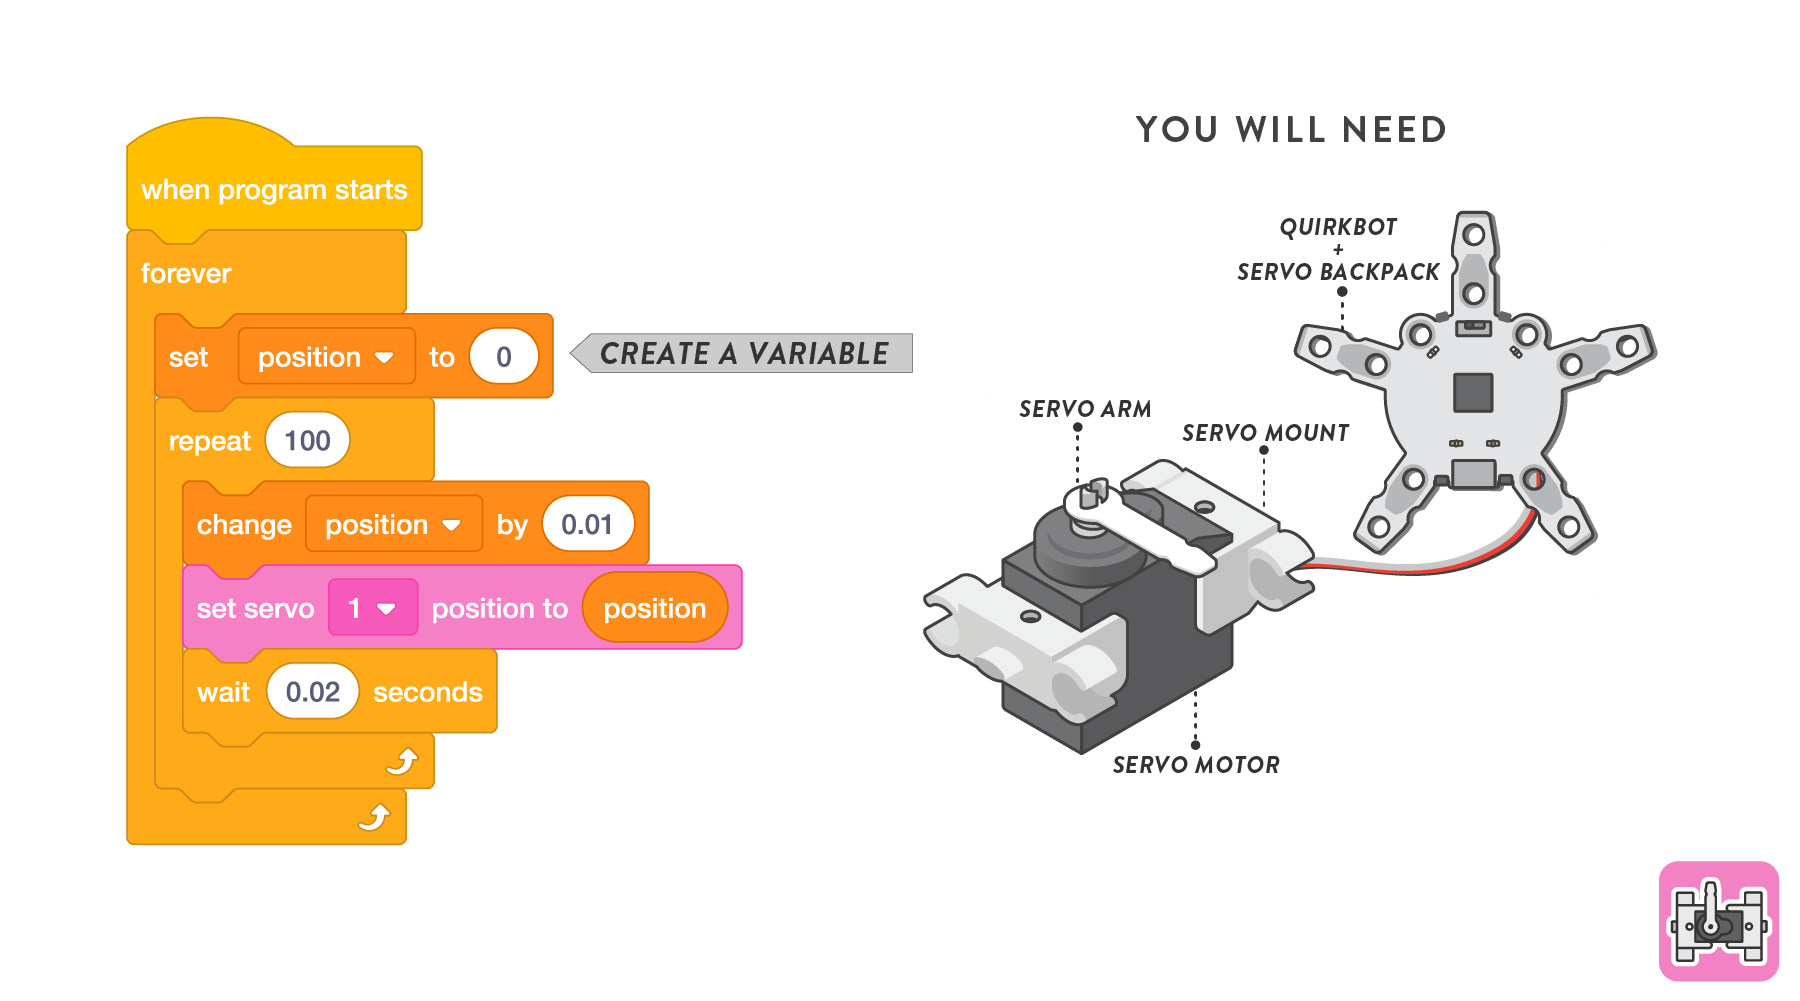 when program starts
forever
set position to 0
CREATE A VARIABLE
repeat 100
change position by 0.01
set servo 1 position to position
wait 0.02 seconds
YOU WILL NEED
QUIRKBOT
+
SERVO BACKPACK
SERVO ARM
SERVO MOUNT
SERVO MOTOR